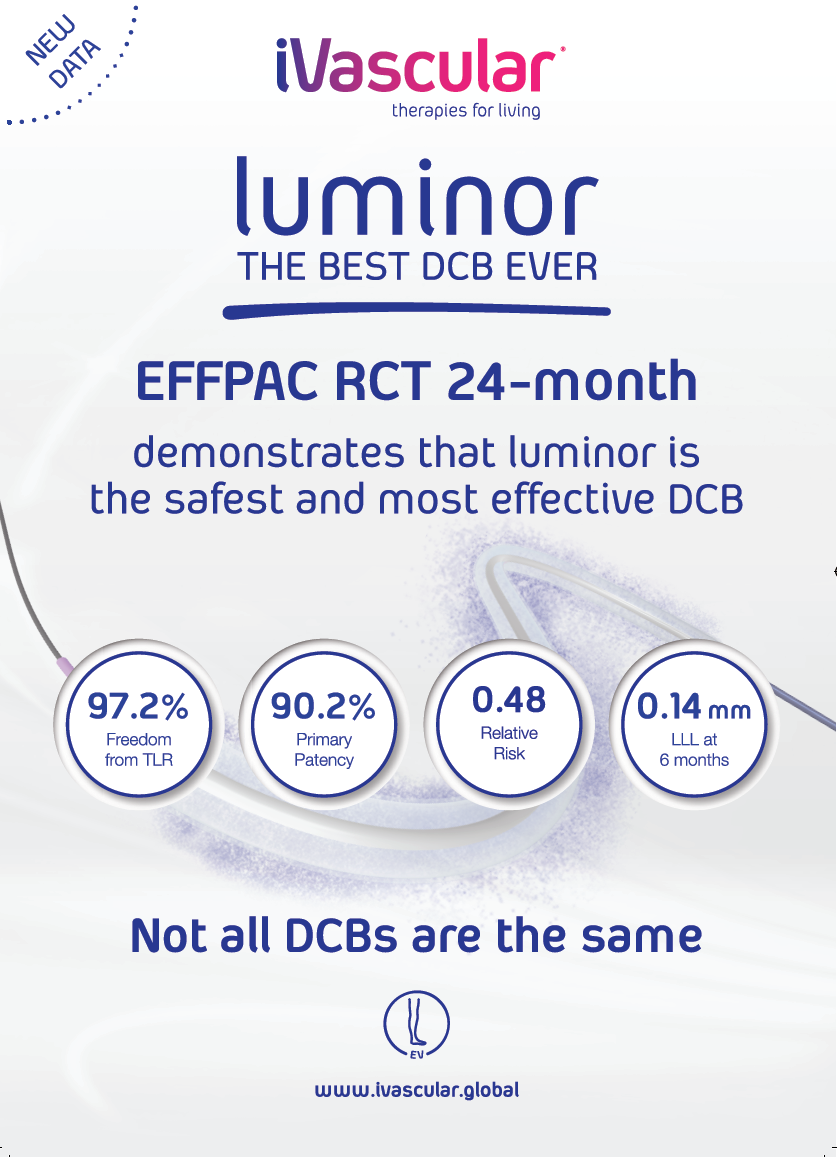 NEW
DATA
iVascular®
therapies for living
luminor
THE BEST DCB EVER
EFFPAC RCT 24-month
demonstrates that luminor is
the safest and most effective DCB
97.2%
Freedom
from TLR
90.2%
Primary
Patency
0.48
Relative
Risk
0.14 mm
LLL at
6 months
Not all DCBs are the same
EV
www.ivascular.global